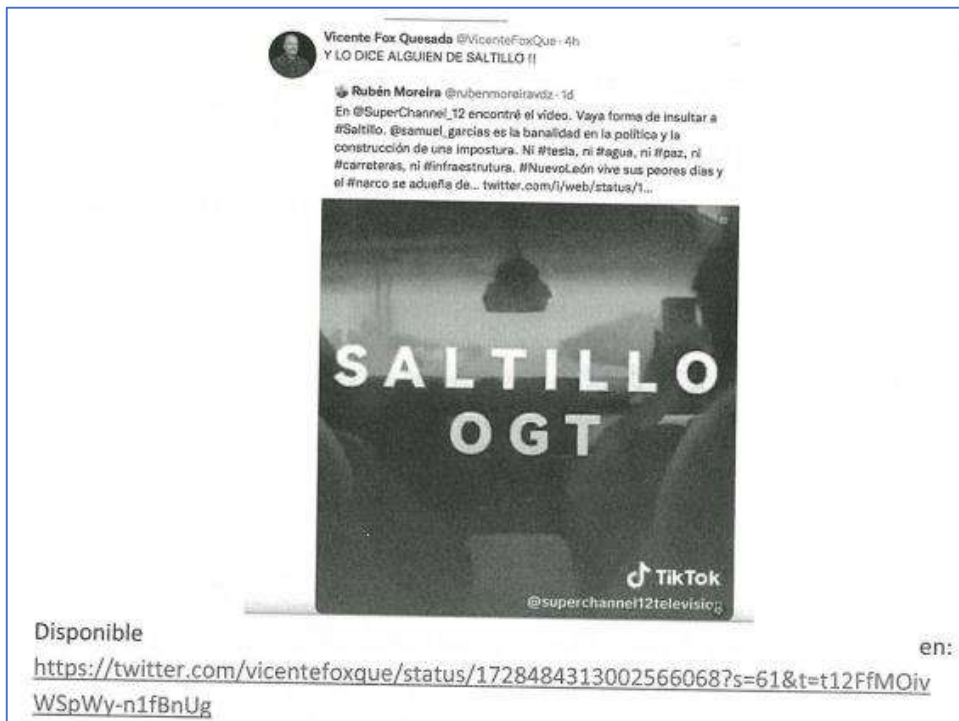 Vicente Fox Quesada @VicenteFoxQue · 4h
Y LO DICE ALGUIEN DE SALTILLO !!
Rubén Moreira @rubenmoreiravdz · 1d
En @SuperChannel_12 encontré el video. Vaya forma de insultar a
#Saltillo. @samuel_garcias es la banalidad en la política y la
construcción de una impostura. Ni #tesla, ni #agua, ni #paz, ni
#carreteras, ni #infraestrutura. #NuevoLeón vive sus peores días y
el #narco se adueña de... twitter.com/i/web/status/1...
SALTILLO
OGT
TikTok
@superchannel12television
Disponible en:
https://twitter.com/vicentefoxque/status/1728484313002566068?s=61&t=t12FfMOiv
WSpWy-n1fBnUg